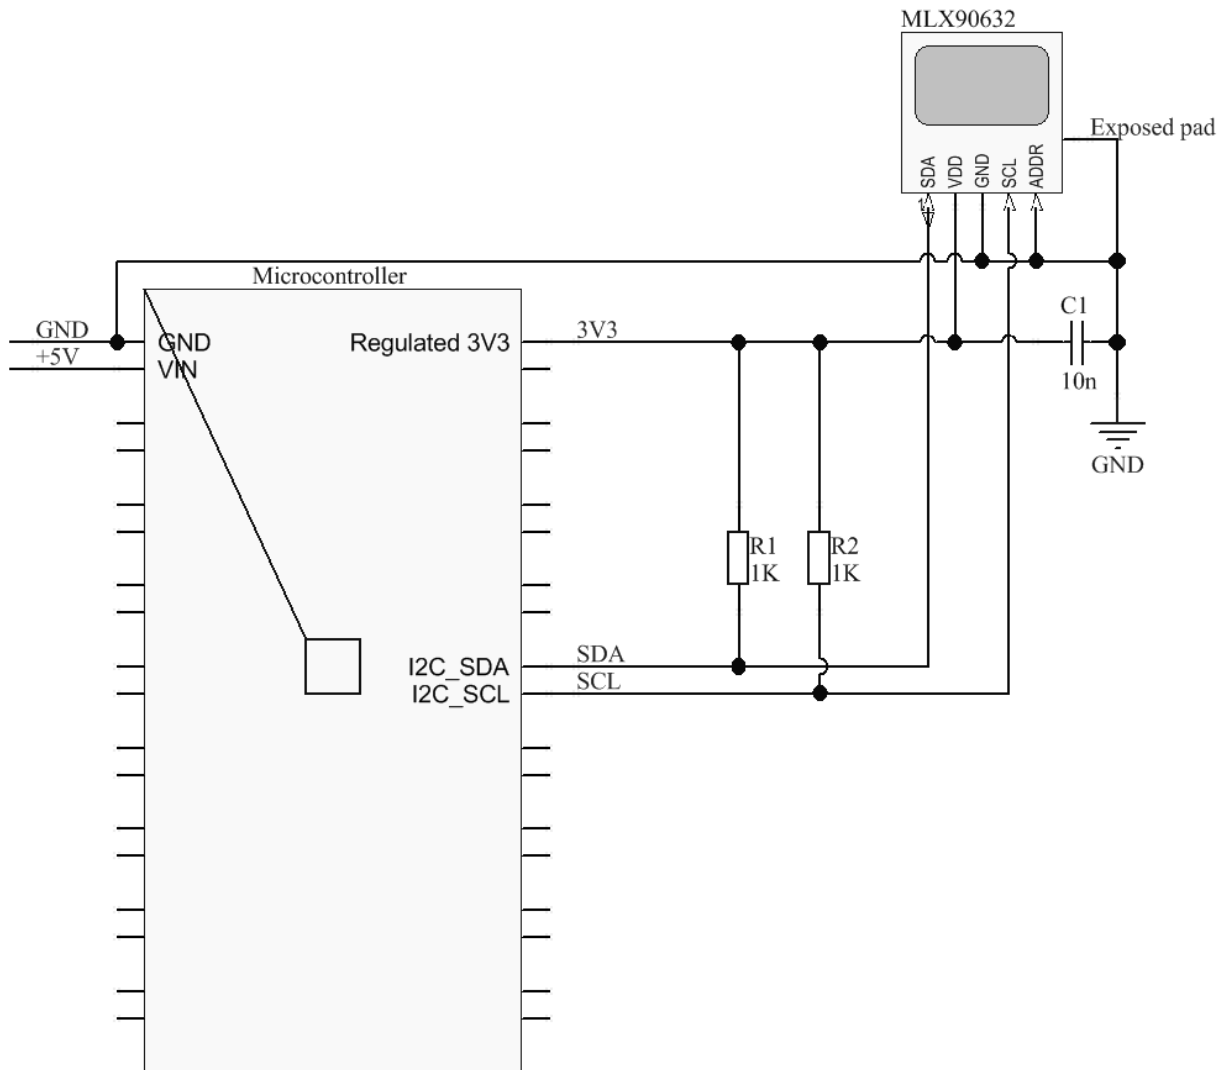 MLX90632
Exposed pad
SDA
VDD
GND
SCL
ADDR
1
Microcontroller
GND
+5V
GND
VIN
Regulated 3V3
3V3
C1
10n
GND
R1
1K
R2
1K
I2C_SDA
I2C_SCL
SDA
SCL